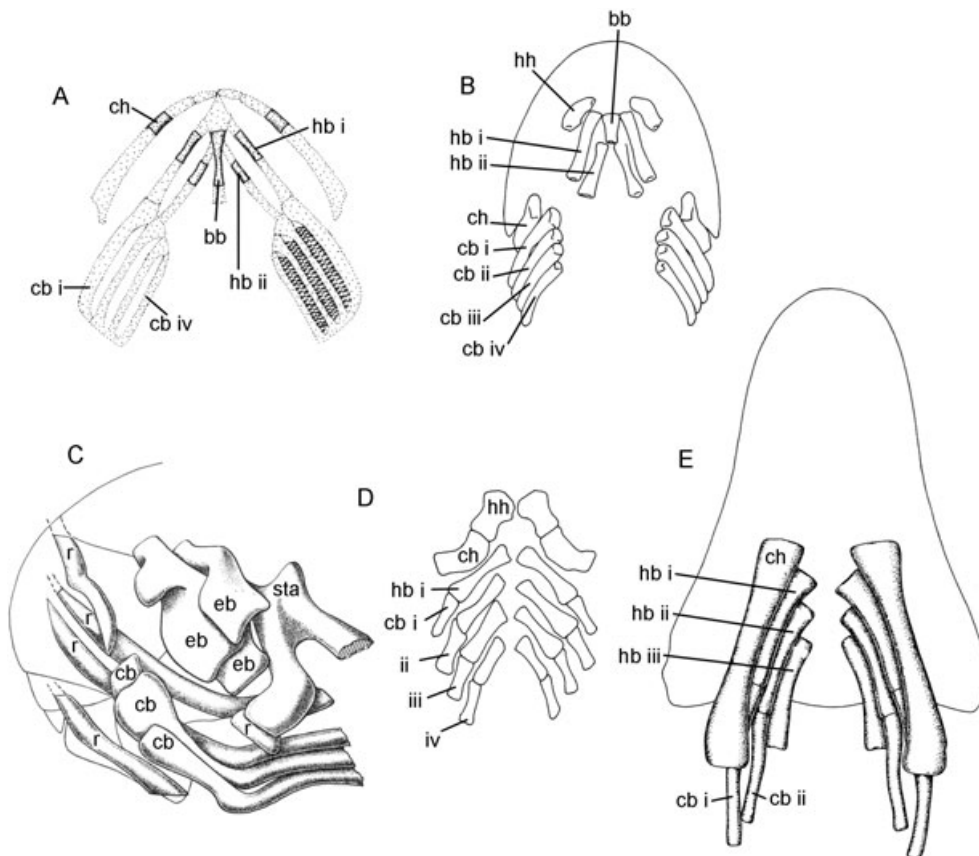 A
ch
hb i
bb
hb ii
cb i
cb iv
B
bb
hh
hb i
hb ii
ch
cb i
cb ii
cb iii
cb iv
C
r
r
r
r
r
eb
eb
eb
sta
cb
cb
cb
D
hh
ch
hb i
cb i
ii
iii
iv
E
ch
hb i
hb ii
hb iii
cb i
cb ii